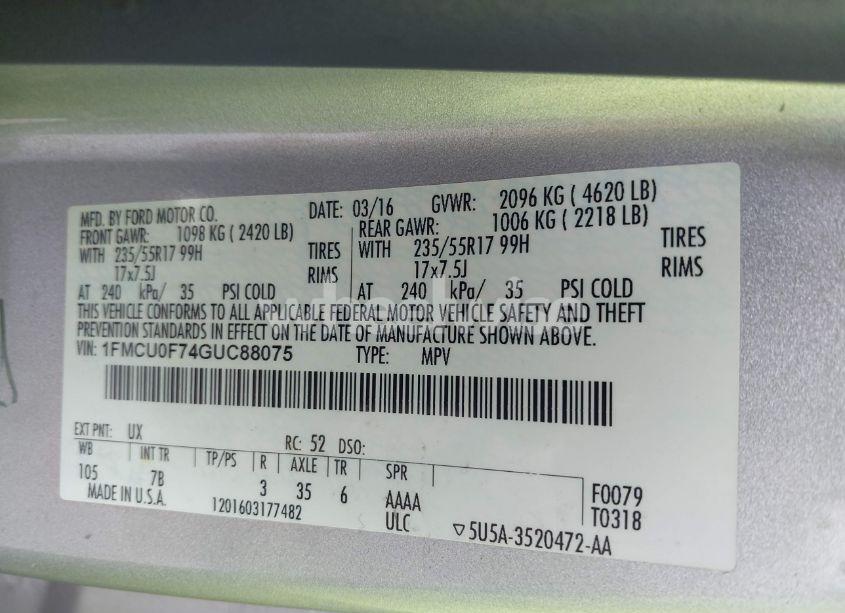 MFD. BY FORD MOTOR CO. DATE: 03/16 GVWR: 2096 KG ( 4620 LB)
FRONT GAWR: 1098 KG ( 2420 LB) REAR GAWR: 1006 KG ( 2218 LB)
WITH 235/55R17 99H TIRES WITH 235/55R17 99H TIRES
17x7.5J RIMS 17x7.5J RIMS
AT 240 kPa/ 35 PSI COLD AT 240 kPa/ 35 PSI COLD
THIS VEHICLE CONFORMS TO ALL APPLICABLE FEDERAL MOTOR VEHICLE SAFETY AND THEFT
PREVENTION STANDARDS IN EFFECT ON THE DATE OF MANUFACTURE SHOWN ABOVE.
VIN: 1FMCU0F74GUC88075 TYPE: MPV
EXT PNT: UX RC: 52 DSO:
WB INT TR TP/PS R AXLE TR SPR
105 7B 3 35 6 AAAA F0079
MADE IN U.S.A. 1201603177482 ULC T0318
5U5A-3520472-AA